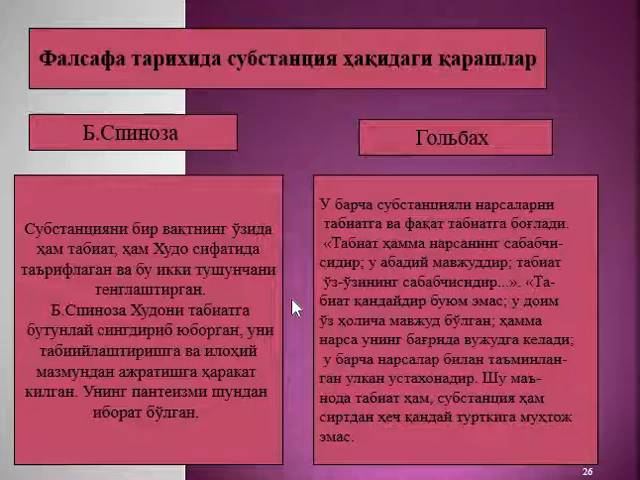 Фалсафа тарихида субстанция ҳақидаги қарашлар
Б.Спиноза
Гольбах
Субстанцияни бир вақтнинг ўзида
ҳам табиат, ҳам Худо сифатида
таърифлаган ва бу икки тушунчани
тенглаштирган.
Б.Спиноза Худони табиатга
бутунлай сингдириб юборган, уни
табиийлаштиришга ва илоҳий
мазмундан ажратишга ҳаракат
килган. Унинг пантеизми шундан
иборат бўлган.
У барча субстанцияли нарсаларни
табиатга ва фақат табиатга боғлади.
«Табиат ҳамма нарсанинг сабабчи-
сидир; у абадий мавжуддир; табиат
ўз-ўзининг сабабчисидир...». «Та-
биат қандайдир буюм эмас; у доим
ўз ҳолича мавжуд бўлган; ҳамма
нарса унинг бағрида вужудга келади;
у барча нарсалар билан таъминлан-
ган улкан устахонадир. Шу маъ-
нода табиат ҳам, субстанция ҳам
сиртдан ҳеч қандай турткига муҳтож
эмас.
26